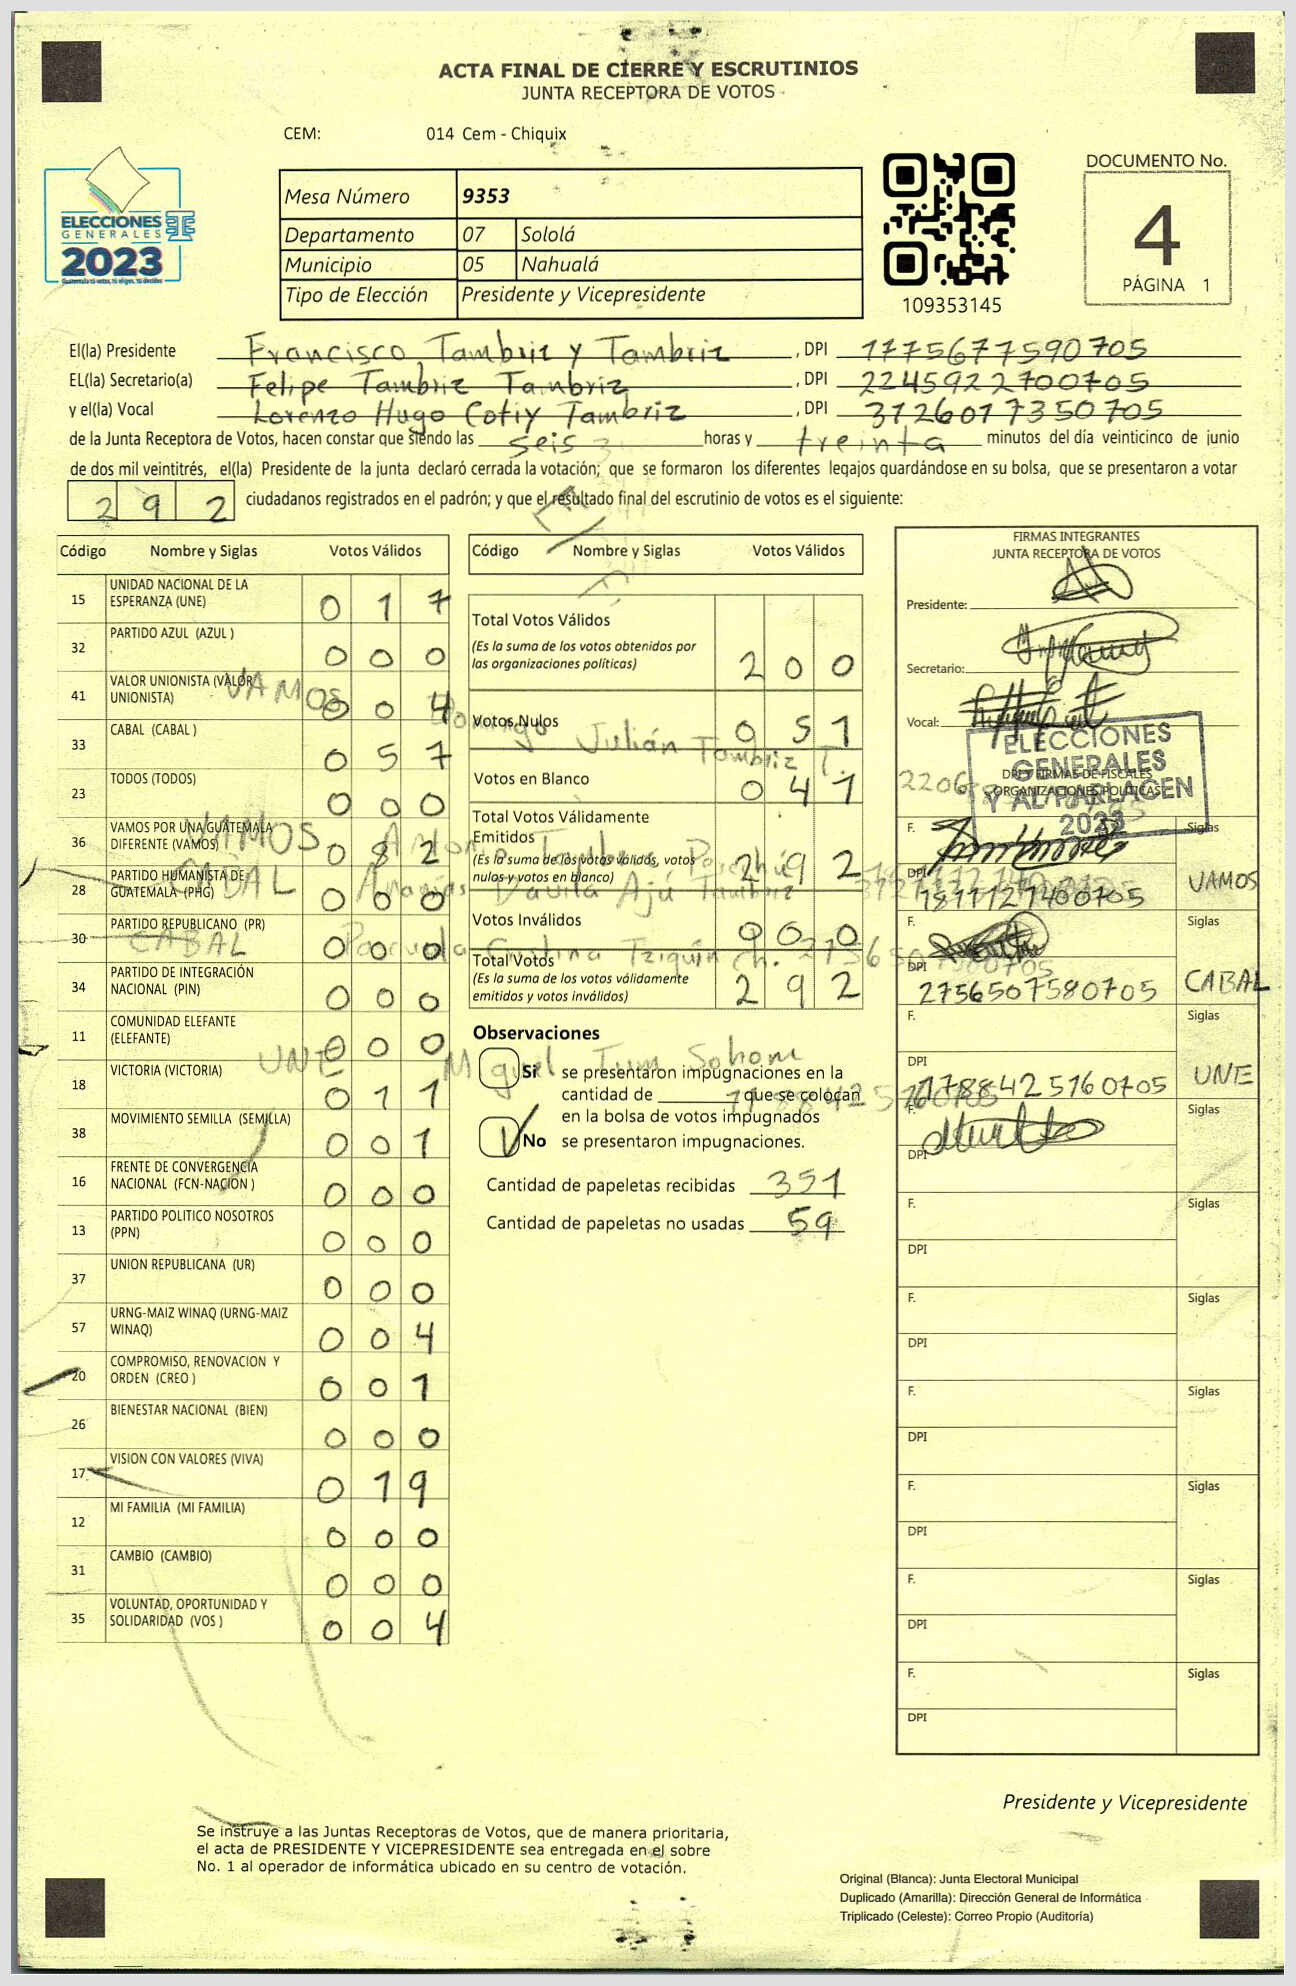 ACTA FINAL DE CIERRE Y ESCRUTINIOS
JUNTA RECEPTORA DE VOTOS
CEM: 014 Cem - Chiquix
ELECCIONES
GENERALES
2023
Mesa Número 9353
Departamento 07 Sololá
Municipio 05 Nahualá
Tipo de Elección Presidente y Vicepresidente
109353145
DOCUMENTO No.
4
PÁGINA 1
El(la) Presidente Francisco Tambriz y Tambriz , DPI 1775677590705
EL(la) Secretario(a) Felipe Tambriz Tambriz , DPI 2245922700705
y el(la) Vocal Lorenzo Hugo Cotiy Tambriz , DPI 3126017350705
de la Junta Receptora de Votos, hacen constar que siendo las seis horas y treinta minutos del día veinticinco de junio
de dos mil veintitrés, el(la) Presidente de la junta declaró cerrada la votación; que se formaron los diferentes legajos guardándose en su bolsa, que se presentaron a votar
292 ciudadanos registrados en el padrón; y que el resultado final del escrutinio de votos es el siguiente:
Código Nombre y Siglas Votos Válidos
15 UNIDAD NACIONAL DE LA ESPERANZA (UNE) 0 1 7
32 PARTIDO AZUL (AZUL ) 0 0 0
41 VALOR UNIONISTA (VALOR UNIONISTA) 0 0 4
33 CABAL (CABAL ) 0 5 7
23 TODOS (TODOS) 0 0 0
36 VAMOS POR UNA GUATEMALA DIFERENTE (VAMOS) 0 8 2
28 PARTIDO HUMANISTA DE GUATEMALA (PHG) 0 0 0
30 PARTIDO REPUBLICANO (PR) 0 0 0
34 PARTIDO DE INTEGRACIÓN NACIONAL (PIN) 0 0 0
11 COMUNIDAD ELEFANTE (ELEFANTE) 0 0 0
18 VICTORIA (VICTORIA) 0 1 1
38 MOVIMIENTO SEMILLA (SEMILLA) 0 0 1
16 FRENTE DE CONVERGENCIA NACIONAL (FCN-NACION ) 0 0 0
13 PARTIDO POLITICO NOSOTROS (PPN) 0 0 0
37 UNION REPUBLICANA (UR) 0 0 0
57 URNG-MAIZ WINAQ (URNG-MAIZ WINAQ) 0 0 4
20 COMPROMISO, RENOVACION Y ORDEN (CREO ) 0 0 1
26 BIENESTAR NACIONAL (BIEN) 0 0 0
17 VISION CON VALORES (VIVA) 0 1 9
12 MI FAMILIA (MI FAMILIA) 0 0 0
31 CAMBIO (CAMBIO) 0 0 0
35 VOLUNTAD, OPORTUNIDAD Y SOLIDARIDAD (VOS ) 0 0 4
Código Nombre y Siglas Votos Válidos
Total Votos Válidos 2 0 0
(Es la suma de los votos obtenidos por
las organizaciones políticas)
Votos Nulos 0 5 1
Votos en Blanco 0 4 1
Total Votos Válidamente
Emitidos 2 9 2
(Es la suma de los votos válidos, votos
nulos y votos en blanco)
Votos Inválidos 0 0 0
Total Votos 2 9 2
(Es la suma de los votos válidamente
emitidos y votos inválidos)
VAMOS Domingo Julián Tambriz T. 2206
VAMOS Antonio
CABAL Dávila Ajú Tambriz
CABAL Cristina Tziquín Ch. 2756507580705
UNE Miguel Tum Sohom
1788425160705
Observaciones
Si se presentaron impugnaciones en la
cantidad de ________ que se colocan
en la bolsa de votos impugnados
No se presentaron impugnaciones.
Cantidad de papeletas recibidas 351
Cantidad de papeletas no usadas 59
FIRMAS INTEGRANTES
JUNTA RECEPTORA DE VOTOS
Presidente:
Secretario:
Vocal:
ELECCIONES
GENERALES
Y AL PARLACEN
2023
DPI Y FIRMAS DE FISCALES
ORGANIZACIONES POLITICAS
F. Siglas
DPI 1877727400705 VAMOS
F. Siglas
DPI 2756507580705 CABAL
F. Siglas
DPI 1788425160705 UNE
F. Siglas
DPI
F. Siglas
DPI
F. Siglas
DPI
F. Siglas
DPI
F. Siglas
DPI
F. Siglas
DPI
F. Siglas
DPI
Presidente y Vicepresidente
Se instruye a las Juntas Receptoras de Votos, que de manera prioritaria,
el acta de PRESIDENTE Y VICEPRESIDENTE sea entregada en el sobre
No. 1 al operador de informática ubicado en su centro de votación.
Original (Blanca): Junta Electoral Municipal
Duplicado (Amarilla): Dirección General de Informática
Triplicado (Celeste): Correo Propio (Auditoría)